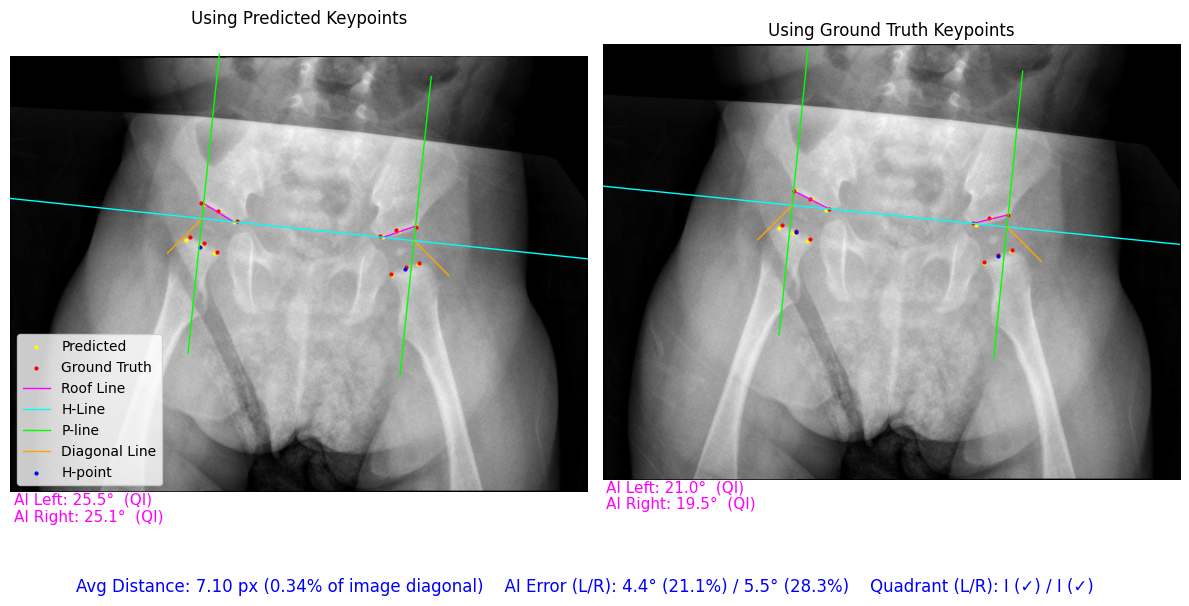 Using Predicted Keypoints
Using Ground Truth Keypoints
Predicted
Ground Truth
Roof Line
H-Line
P-line
Diagonal Line
H-point
AI Left: 25.5° (QI)
AI Right: 25.1° (QI)
AI Left: 21.0° (QI)
AI Right: 19.5° (QI)
Avg Distance: 7.10 px (0.34% of image diagonal)    AI Error (L/R): 4.4° (21.1%) / 5.5° (28.3%)    Quadrant (L/R): I (✓) / I (✓)